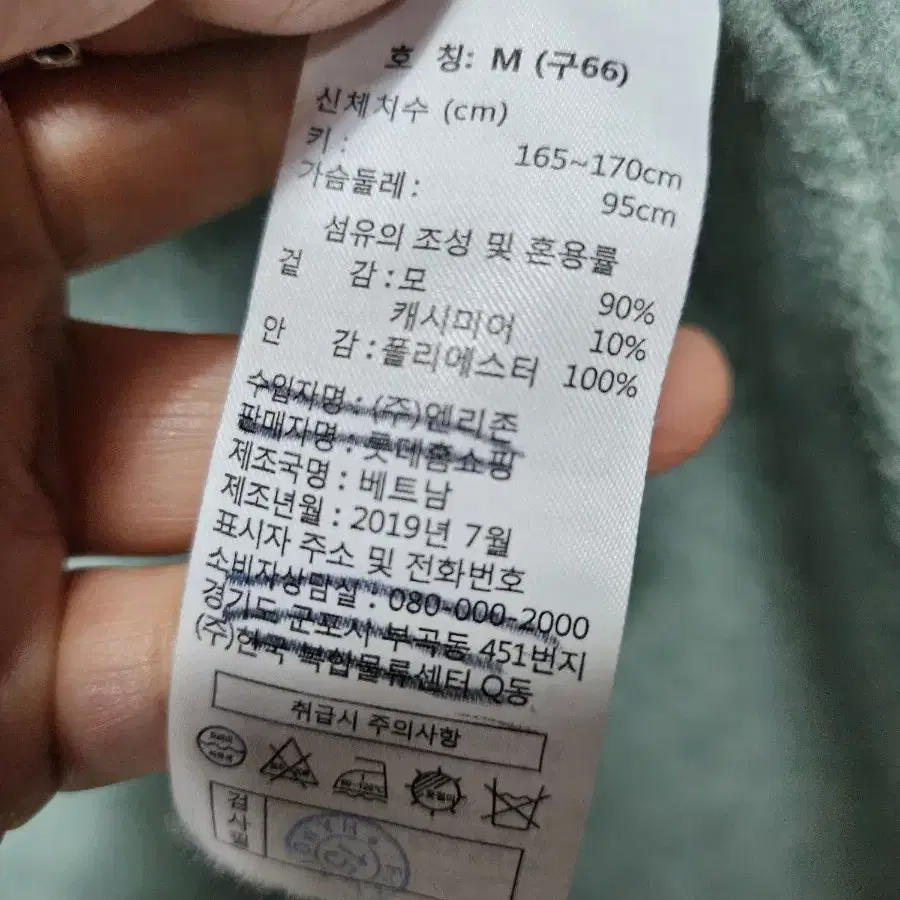 호 칭: M (구66)
신체치수 (cm)
키 : 165~170cm
가슴둘레 : 95cm
섬유의 조성 및 혼용률
겉 감 : 모 90%
캐시미어 10%
안 감 : 폴리에스터 100%
수입자명 : (주)엔리존
판매자명 : 롯데홈쇼핑
제조국명 : 베트남
제조년월 : 2019년 7월
표시자 주소 및 전화번호
소비자상담실 : 080-000-2000
경기도 군포시 부곡동 451번지
(주)한국 복합물류센터 Q동
취급시 주의사항
검사필